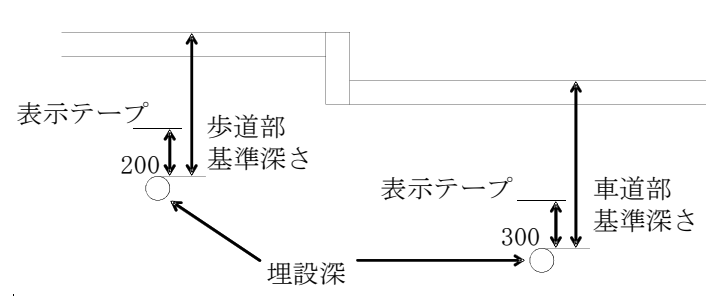 表示テープ
200
歩道部
基準深さ
表示テープ
300
車道部
基準深さ
埋設深